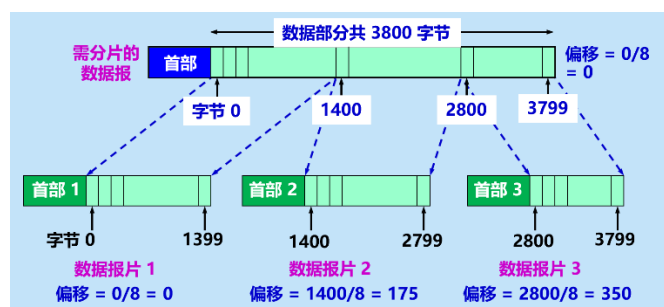 数据部分共 3800 字节
需分片的
数据报
首部
偏移 = 0/8
= 0
字节 0
1400
2800
3799
首部 1
首部 2
首部 3
字节 0
1399
1400
2799
2800
3799
数据报片 1
数据报片 2
数据报片 3
偏移 = 0/8 = 0
偏移 = 1400/8 = 175
偏移 = 2800/8 = 350